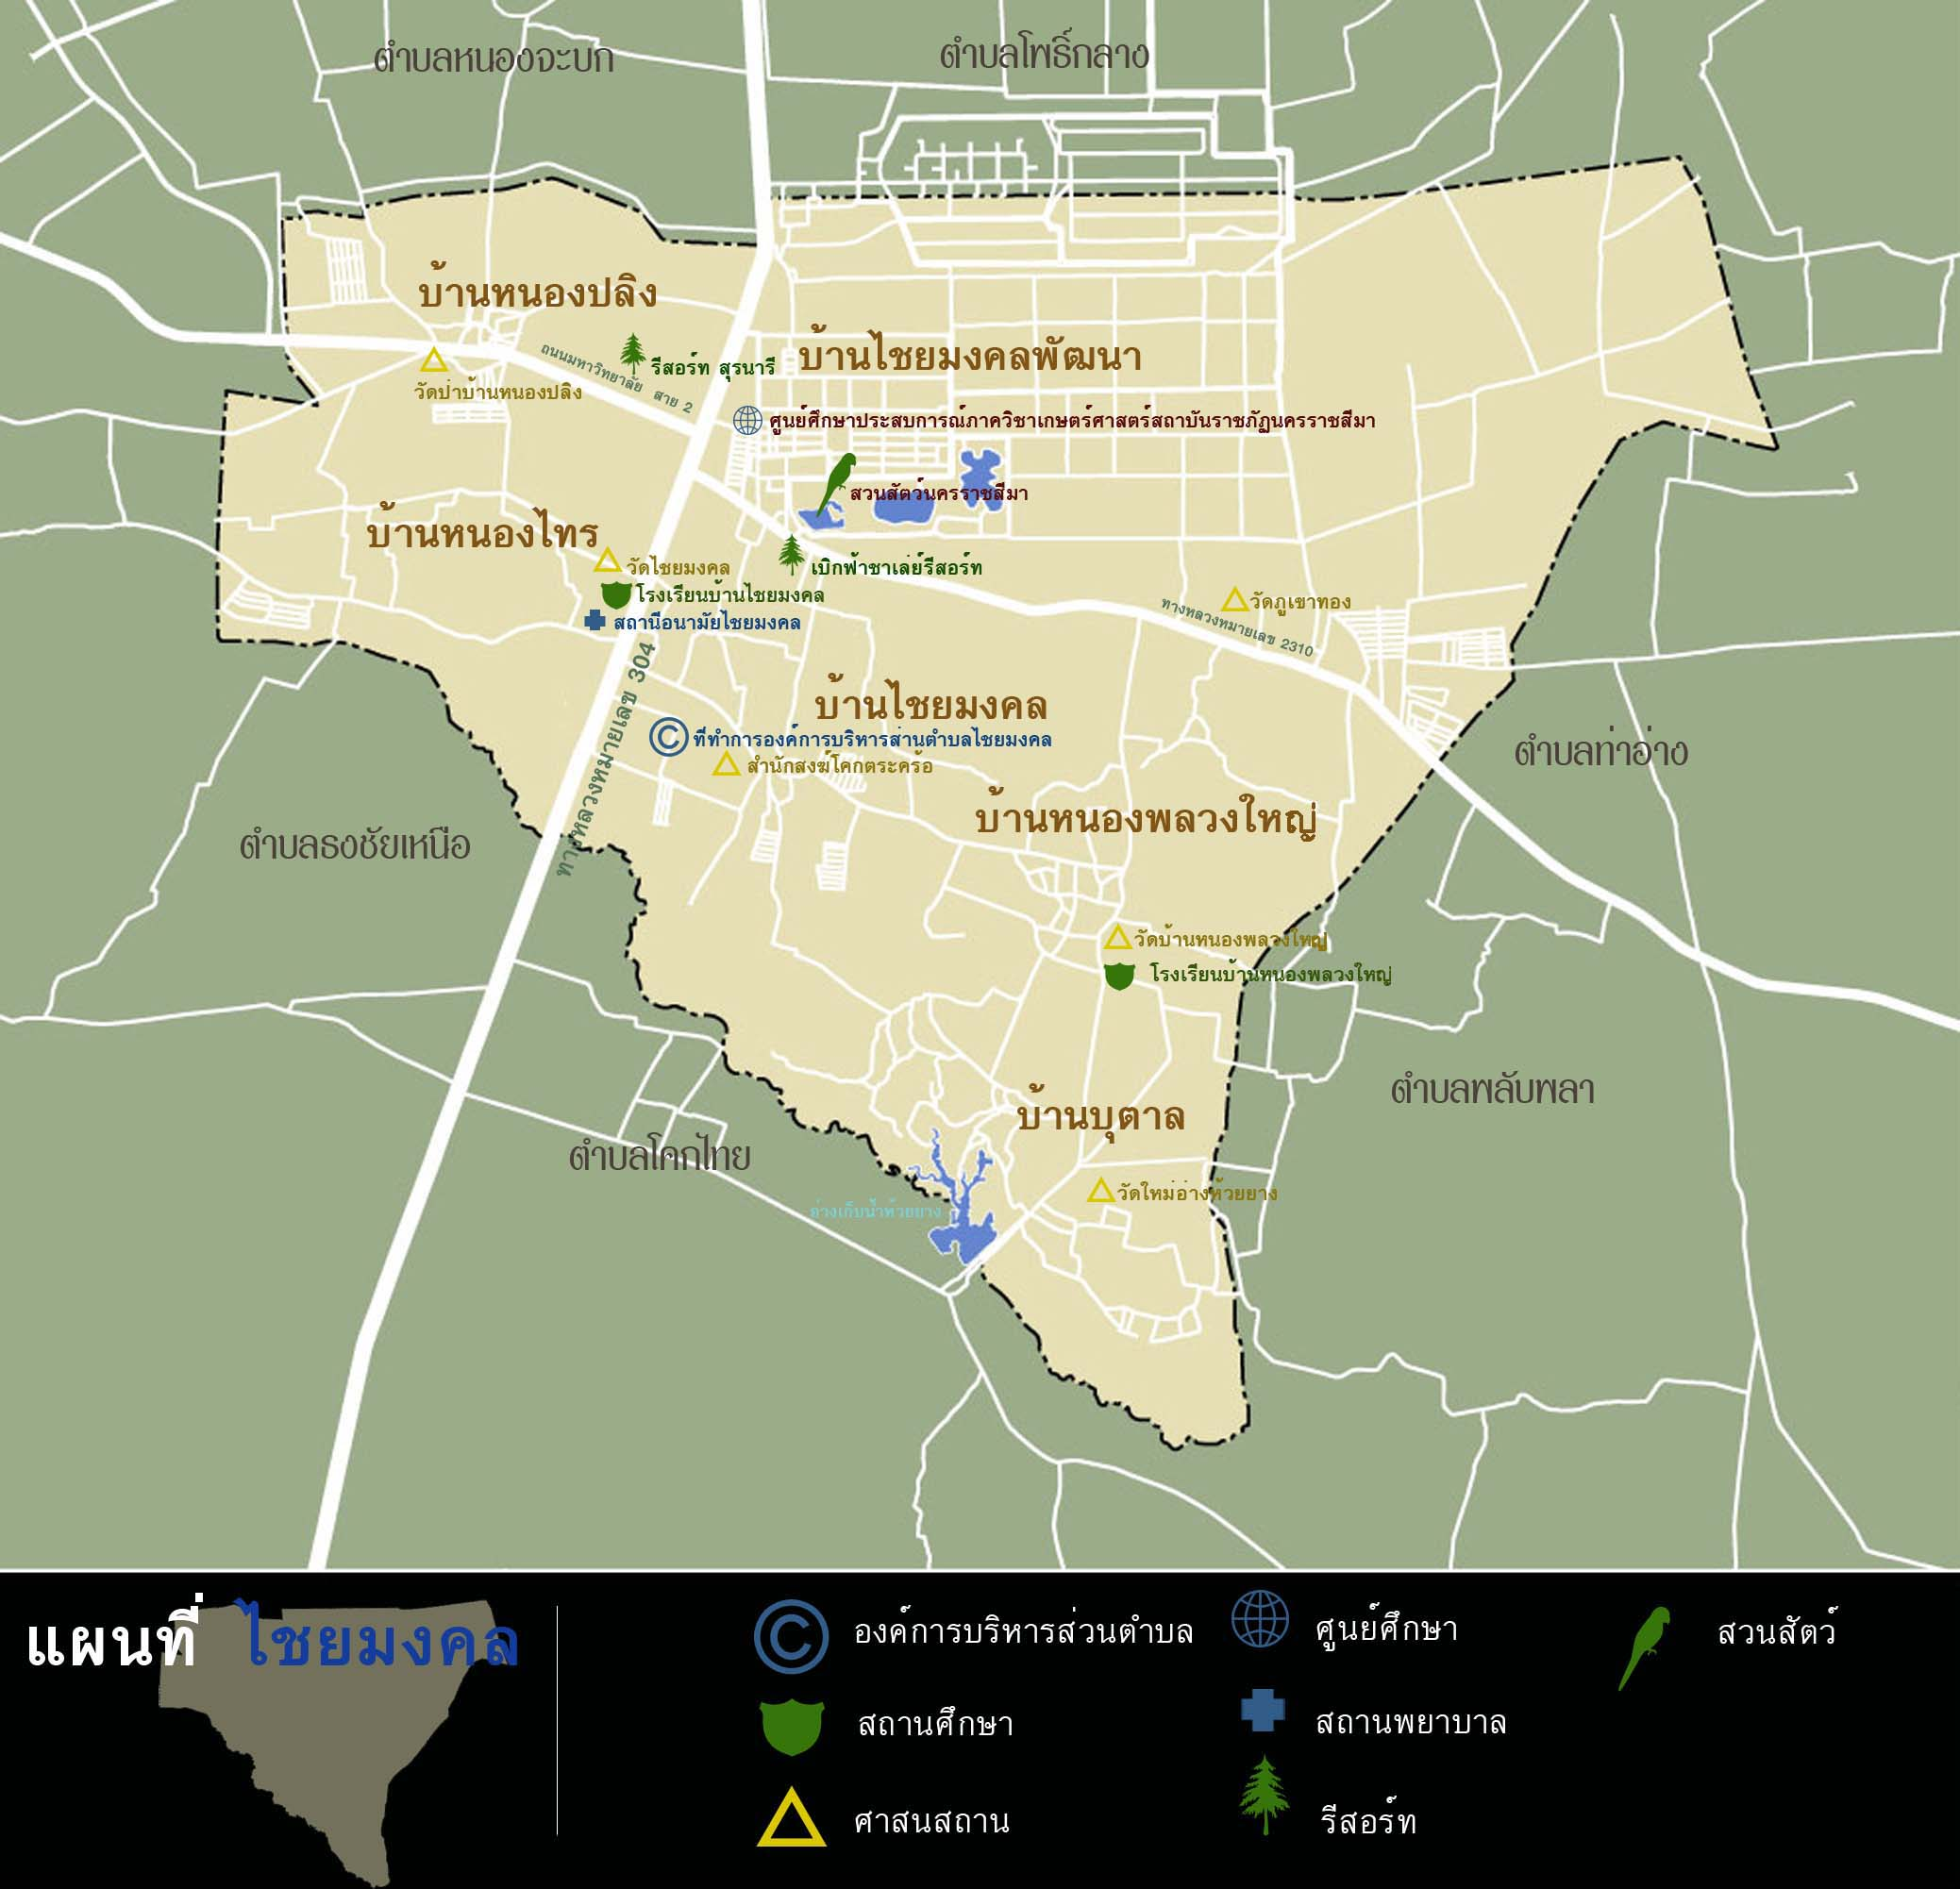 ตำบลหนองจะบก
ตำบลโพธิ์กลาง
บ้านหนองปลิง
ถนนมหาวิทยาลัย สาย 2
รีสอร์ท สุรนารี
บ้านไชยมงคลพัฒนา
วัดป่าบ้านหนองปลิง
ศูนย์ศึกษาประสบการณ์ภาควิชาเกษตร์ศาสตร์สถาบันราชภัฏนครราชสีมา
สวนสัตว์นครราชสีมา
บ้านหนองไทร
วัดไชยมงคล
เบิกฟ้าชาเล่ย์รีสอร์ท
โรงเรียนบ้านไชยมงคล
สถานีอนามัยไชยมงคล
วัดภูเขาทอง
ทางหลวงหมายเลข 2310
ทางหลวงหมายเลข 304
บ้านไชยมงคล
ที่ทำการองค์การบริหารส่านตำบลไชยมงคล
สำนักสงฆ์โคกตระคร้อ
ตำบลท่าอ่าง
บ้านหนองพลวงใหญ่
ตำบลธงชัยเหนือ
วัดบ้านหนองพลวงใหญ่
โรงเรียนบ้านหนองพลวงใหญ่
ตำบลพลับพลา
บ้านบุตาล
ตำบลโคกไทย
วัดใหม่อ่างห้วยยาง
อ่างเก็บน้ำห้วยยาง
แผนที่ ไชยมงคล
องค์การบริหารส่วนตำบล
ศูนย์ศึกษา
สวนสัตว์
สถานศึกษา
สถานพยาบาล
ศาสนสถาน
รีสอร์ท